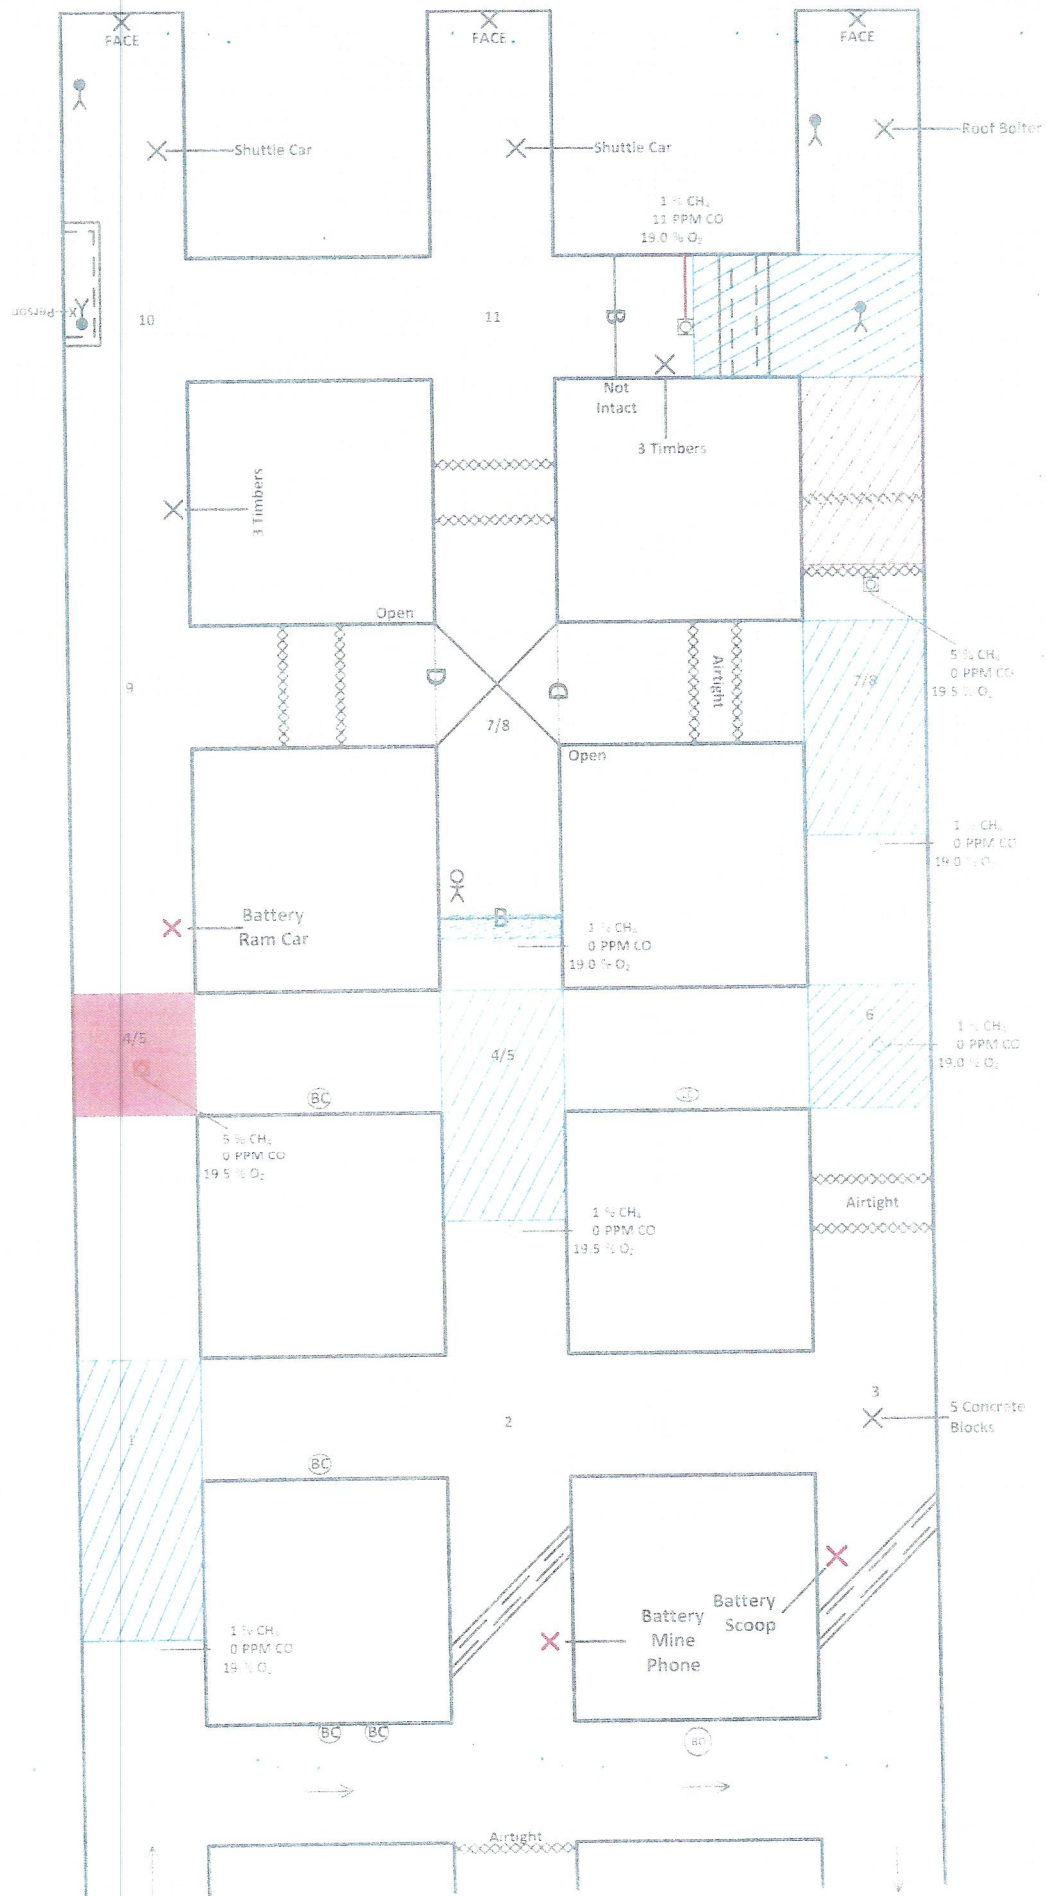 FACE
FACE
FACE
Shuttle Car
Shuttle Car
Roof Bolter
1 % CH₄
11 PPM CO
19.0 % O₂
X-Person
10
11
B
Not
Intact
3 Timbers
3 Timbers
Open
5 % CH₄
0 PPM CO
19.5 % O₂
9
D
D
Airtight
7/8
7/8
Open
1 % CH₄
0 PPM CO
19.0 % O₂
Battery
Ram Car
B
0 PPM CO
19.0 % O₂
4/5
4/5
6
1 % CH₄
0 PPM CO
19.0 % O₂
BC
5 % CH₄
0 PPM CO
19.5 % O₂
Airtight
1 % CH₄
0 PPM CO
19.5 % O₂
1
2
3
5 Concrete
Blocks
BC
Battery
Scoop
Battery
Mine
Phone
1 % CH₄
0 PPM CO
19 % O₂
BC
BC
Airtight